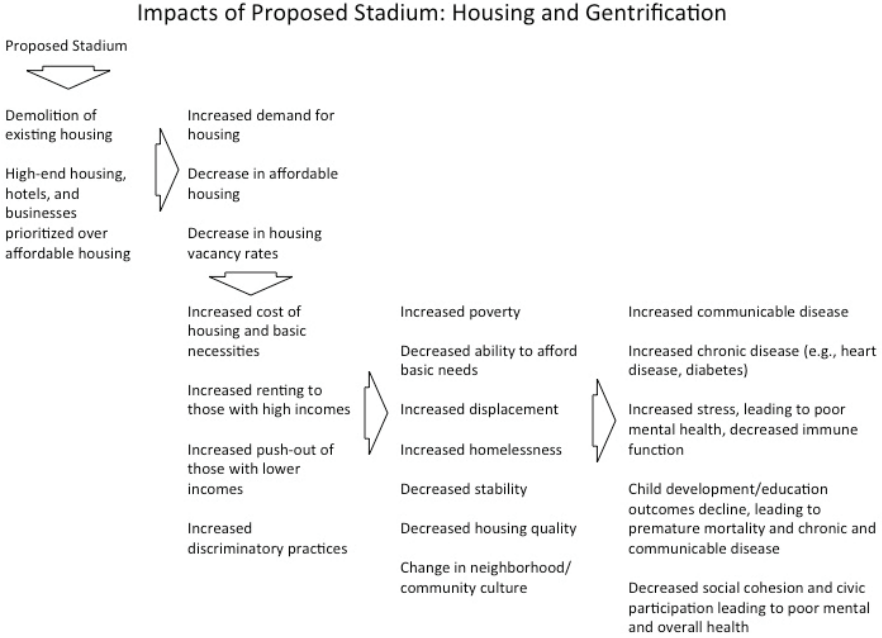 Impacts of Proposed Stadium: Housing and Gentrification
Proposed Stadium
Demolition of
existing housing
High-end housing,
hotels, and
businesses
prioritized over
affordable housing
Increased demand for
housing
Decrease in affordable
housing
Decrease in housing
vacancy rates
Increased cost of
housing and basic
necessities
Increased renting to
those with high incomes
Increased push-out of
those with lower
incomes
Increased
discriminatory practices
Increased poverty
Decreased ability to afford
basic needs
Increased displacement
Increased homelessness
Decreased stability
Decreased housing quality
Change in neighborhood/
community culture
Increased communicable disease
Increased chronic disease (e.g., heart
disease, diabetes)
Increased stress, leading to poor
mental health, decreased immune
function
Child development/education
outcomes decline, leading to
premature mortality and chronic and
communicable disease
Decreased social cohesion and civic
participation leading to poor mental
and overall health